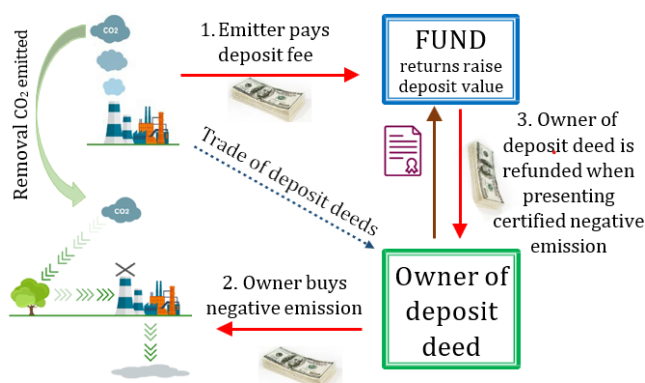 CO2
Removal CO₂ emitted
1. Emitter pays
deposit fee
FUND
returns raise
deposit value
3. Owner of
deposit deed is
refunded when
presenting
certified negative
emission
Trade of deposit deeds
CO2
2. Owner buys
negative emission
Owner of
deposit
deed